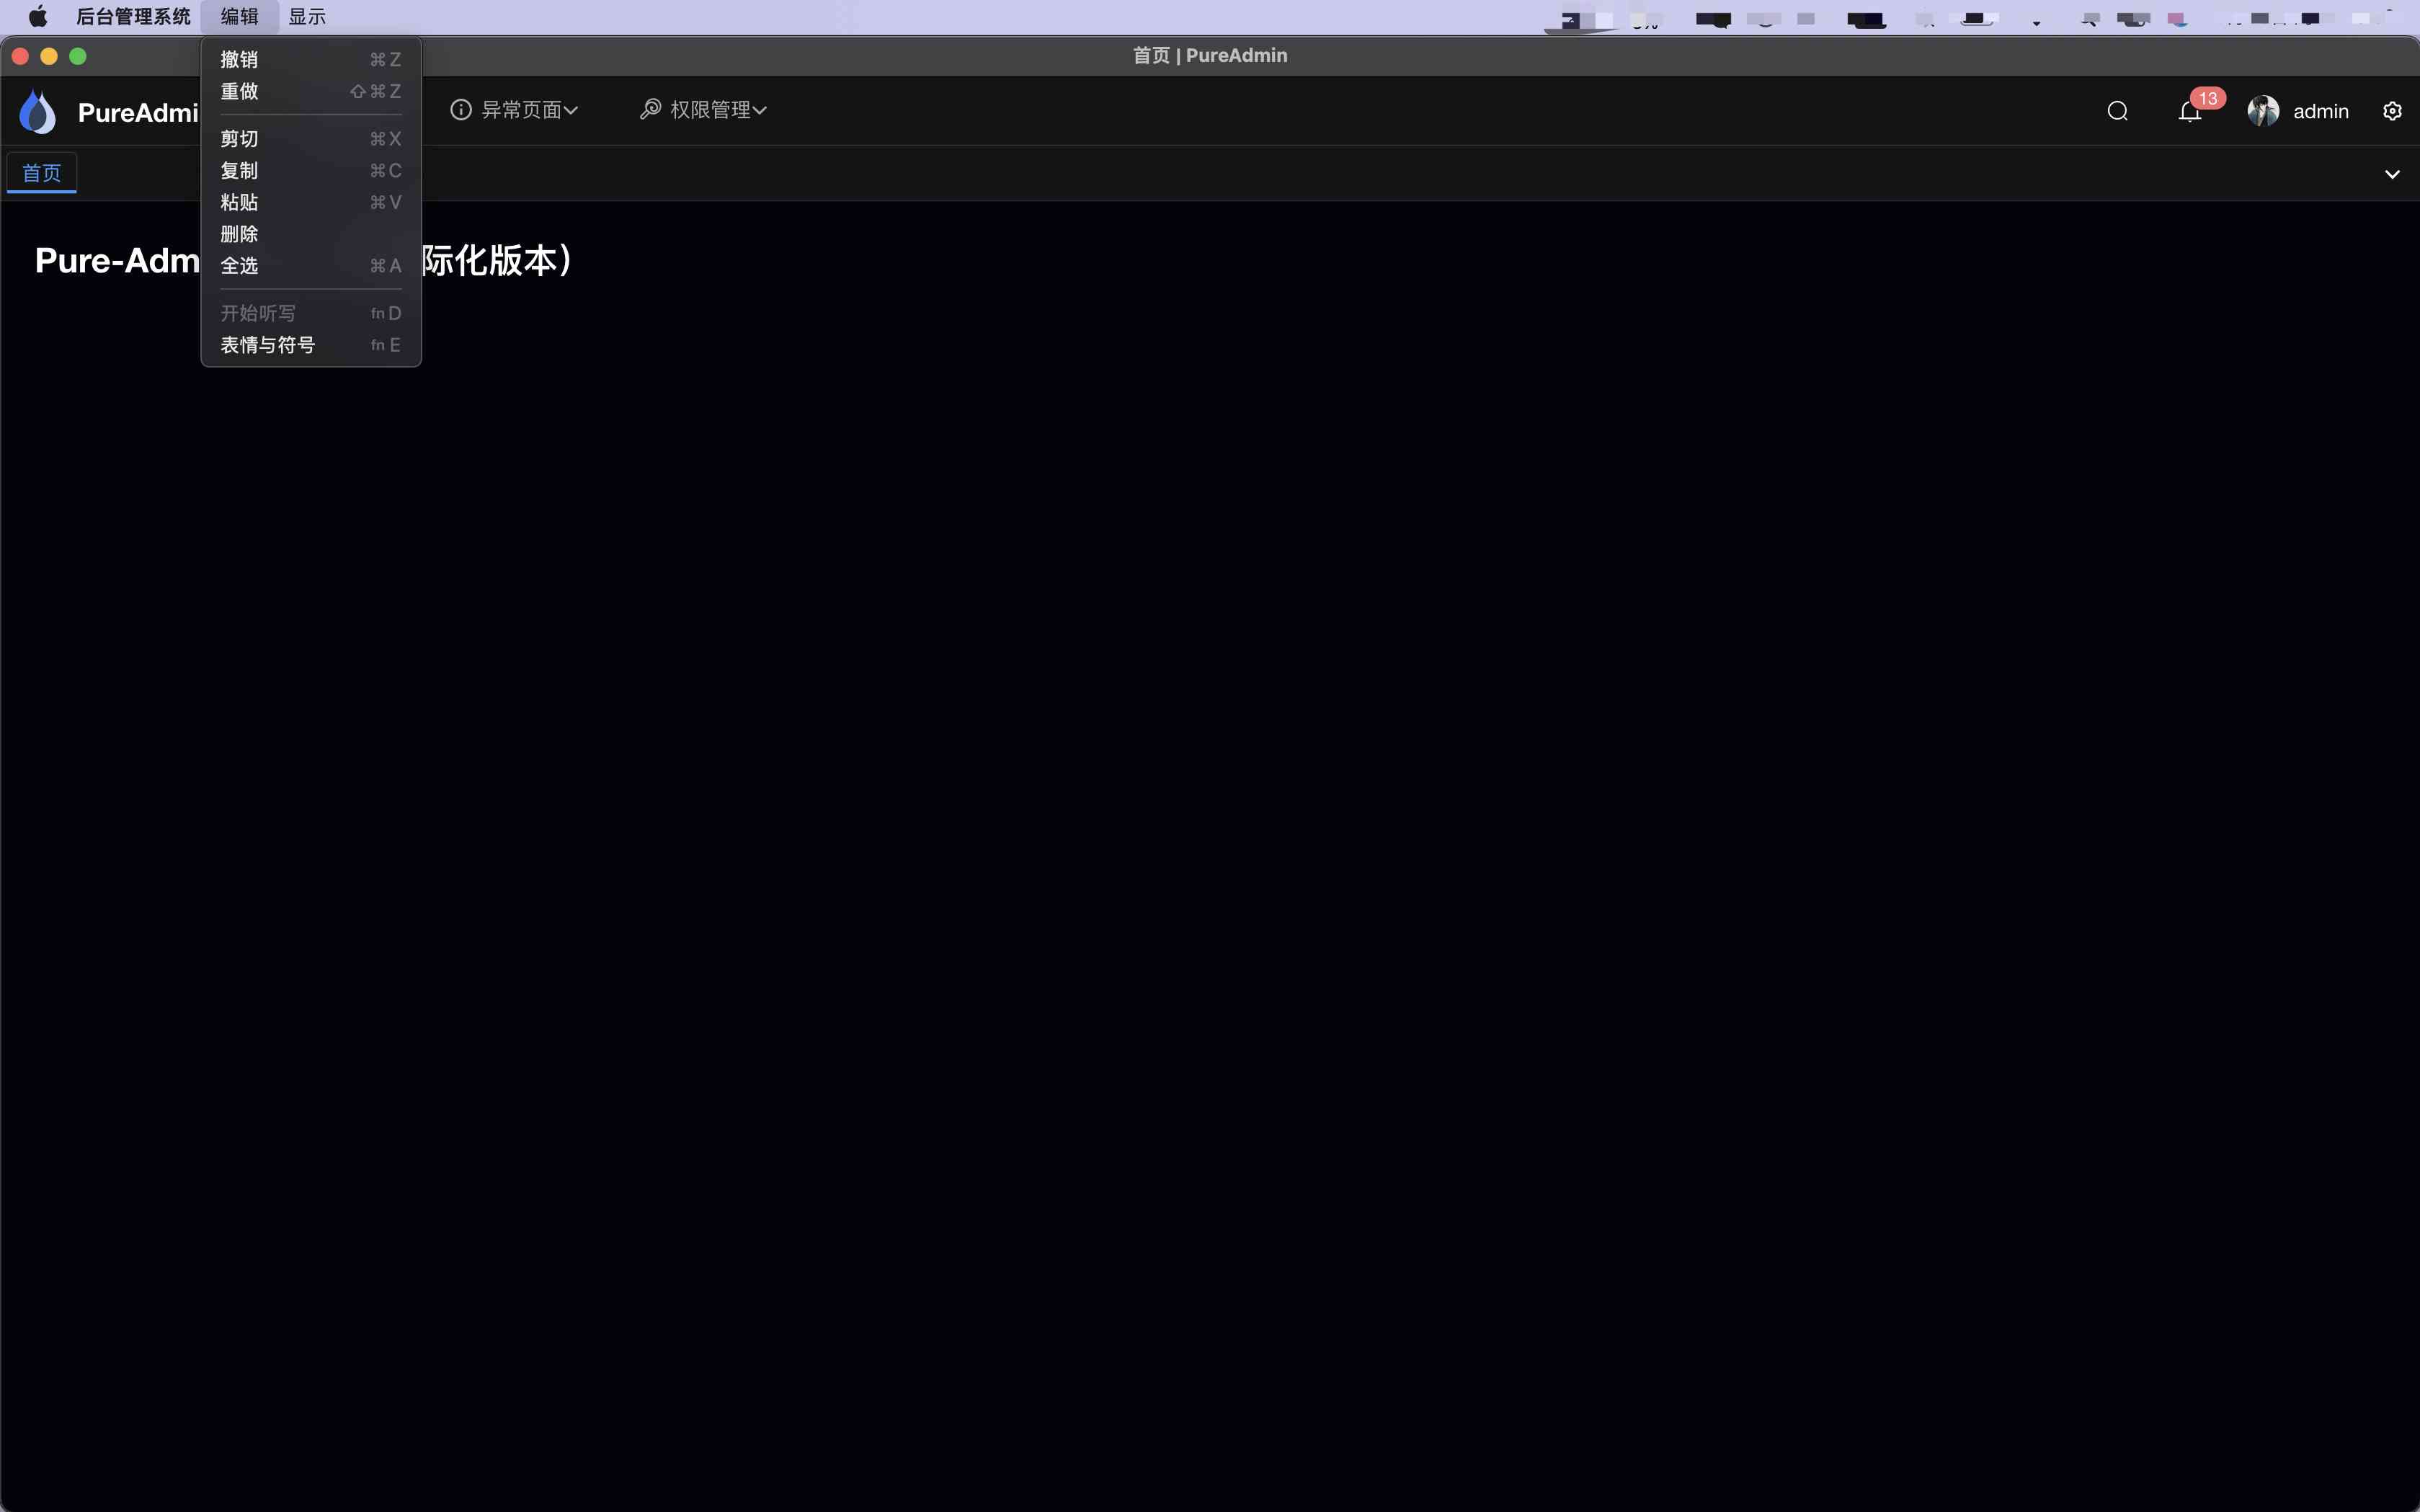 后台管理系统 编辑 显示
首页 | PureAdmin
撤销 ⌘Z
重做 ⇧⌘Z
剪切 ⌘X
复制 ⌘C
粘贴 ⌘V
删除
全选 ⌘A
开始听写 fn D
表情与符号 fn E
PureAdmi 异常页面 权限管理 13 admin
首页
Pure-Adm 际化版本）